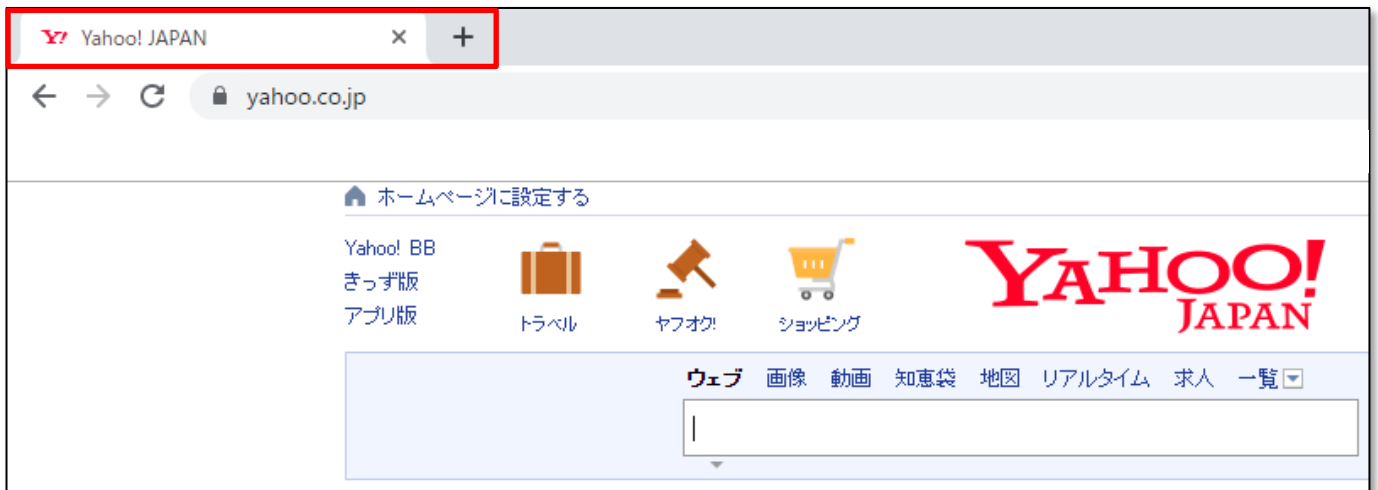 Y! Yahoo! JAPAN × +
yahoo.co.jp
ホームページに設定する
Yahoo! BB
きっず版
アプリ版
トラベル ヤフオク! ショッピング
YAHOO!
JAPAN
ウェブ 画像 動画 知恵袋 地図 リアルタイム 求人 一覧